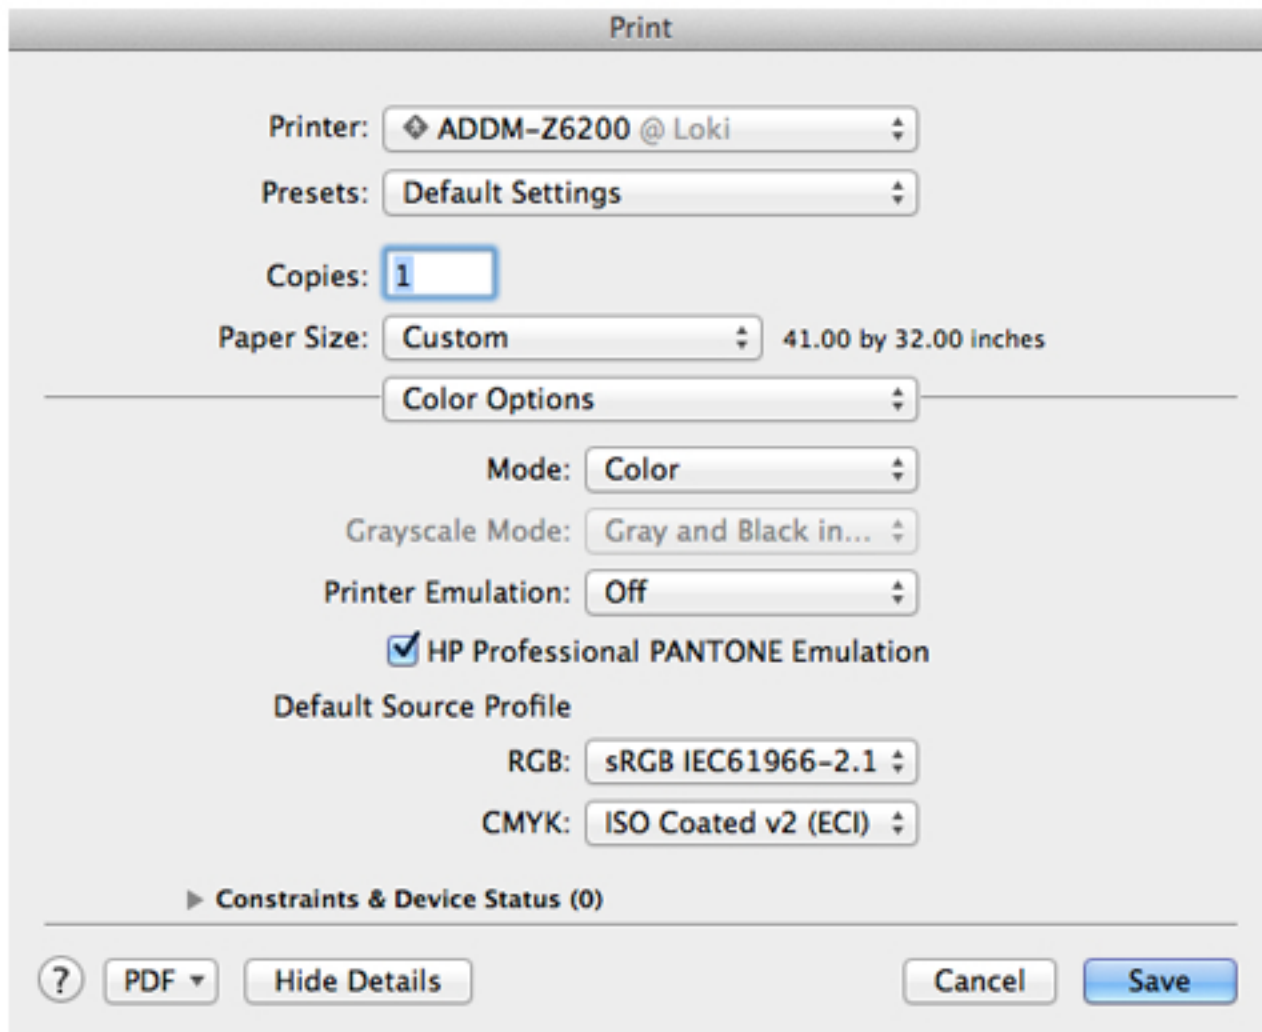 Print
Printer: ADDM-Z6200 @ Loki
Presets: Default Settings
Copies: 1
Paper Size: Custom 41.00 by 32.00 inches
Color Options
Mode: Color
Grayscale Mode: Gray and Black in...
Printer Emulation: Off
HP Professional PANTONE Emulation
Default Source Profile
RGB: sRGB IEC61966-2.1
CMYK: ISO Coated v2 (ECI)
Constraints & Device Status (0)
? PDF Hide Details Cancel Save